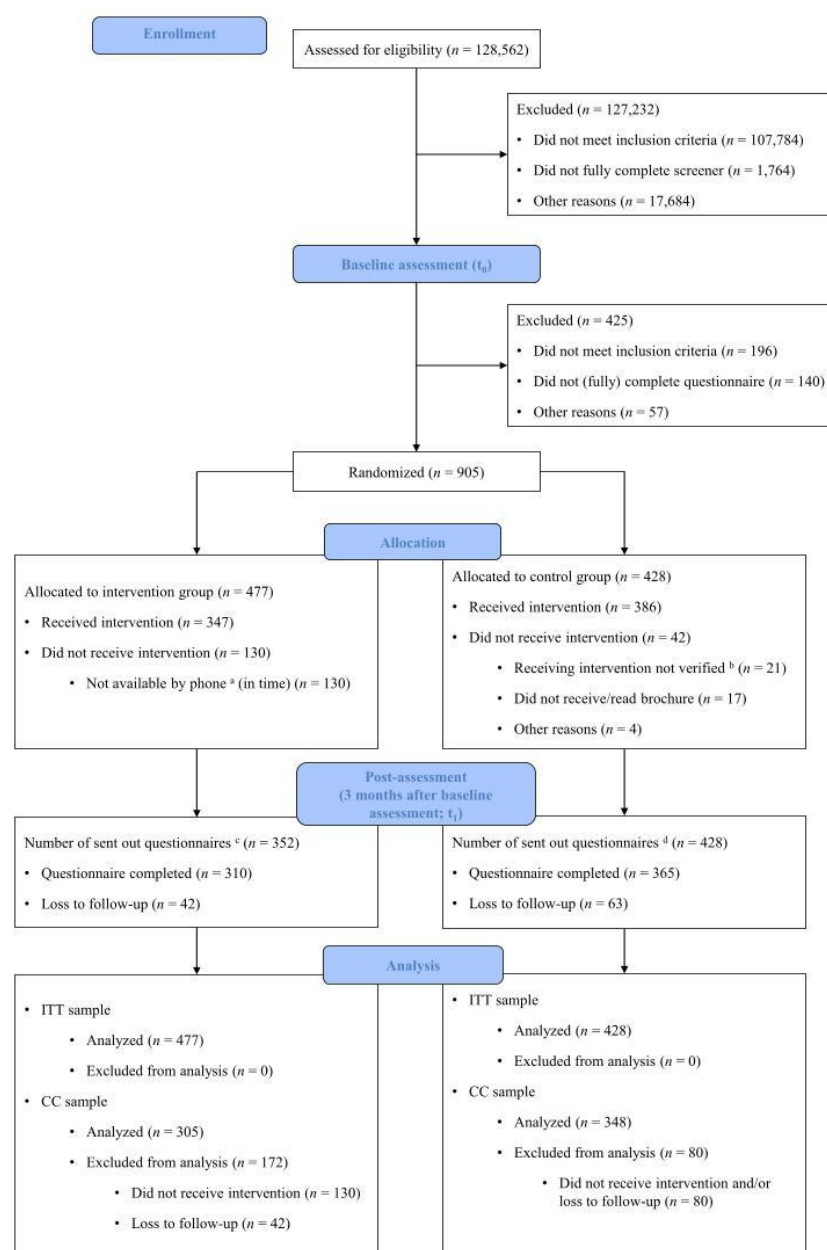 Enrollment
Assessed for eligibility (n = 128,562)
Excluded (n = 127,232)
• Did not meet inclusion criteria (n = 107,784)
• Did not fully complete screener (n = 1,764)
• Other reasons (n = 17,684)
Baseline assessment (t₀)
Excluded (n = 425)
• Did not meet inclusion criteria (n = 196)
• Did not (fully) complete questionnaire (n = 140)
• Other reasons (n = 57)
Randomized (n = 905)
Allocation
Allocated to intervention group (n = 477)
• Received intervention (n = 347)
• Did not receive intervention (n = 130)
• Not available by phone ᵃ (in time) (n = 130)
Allocated to control group (n = 428)
• Received intervention (n = 386)
• Did not receive intervention (n = 42)
• Receiving intervention not verified ᵇ (n = 21)
• Did not receive/read brochure (n = 17)
• Other reasons (n = 4)
Post-assessment
(3 months after baseline
assessment; t₁)
Number of sent out questionnaires ᶜ (n = 352)
• Questionnaire completed (n = 310)
• Loss to follow-up (n = 42)
Number of sent out questionnaires ᵈ (n = 428)
• Questionnaire completed (n = 365)
• Loss to follow-up (n = 63)
Analysis
• ITT sample
• Analyzed (n = 477)
• Excluded from analysis (n = 0)
• CC sample
• Analyzed (n = 305)
• Excluded from analysis (n = 172)
• Did not receive intervention (n = 130)
• Loss to follow-up (n = 42)
• ITT sample
• Analyzed (n = 428)
• Excluded from analysis (n = 0)
• CC sample
• Analyzed (n = 348)
• Excluded from analysis (n = 80)
• Did not receive intervention and/or
loss to follow-up (n = 80)